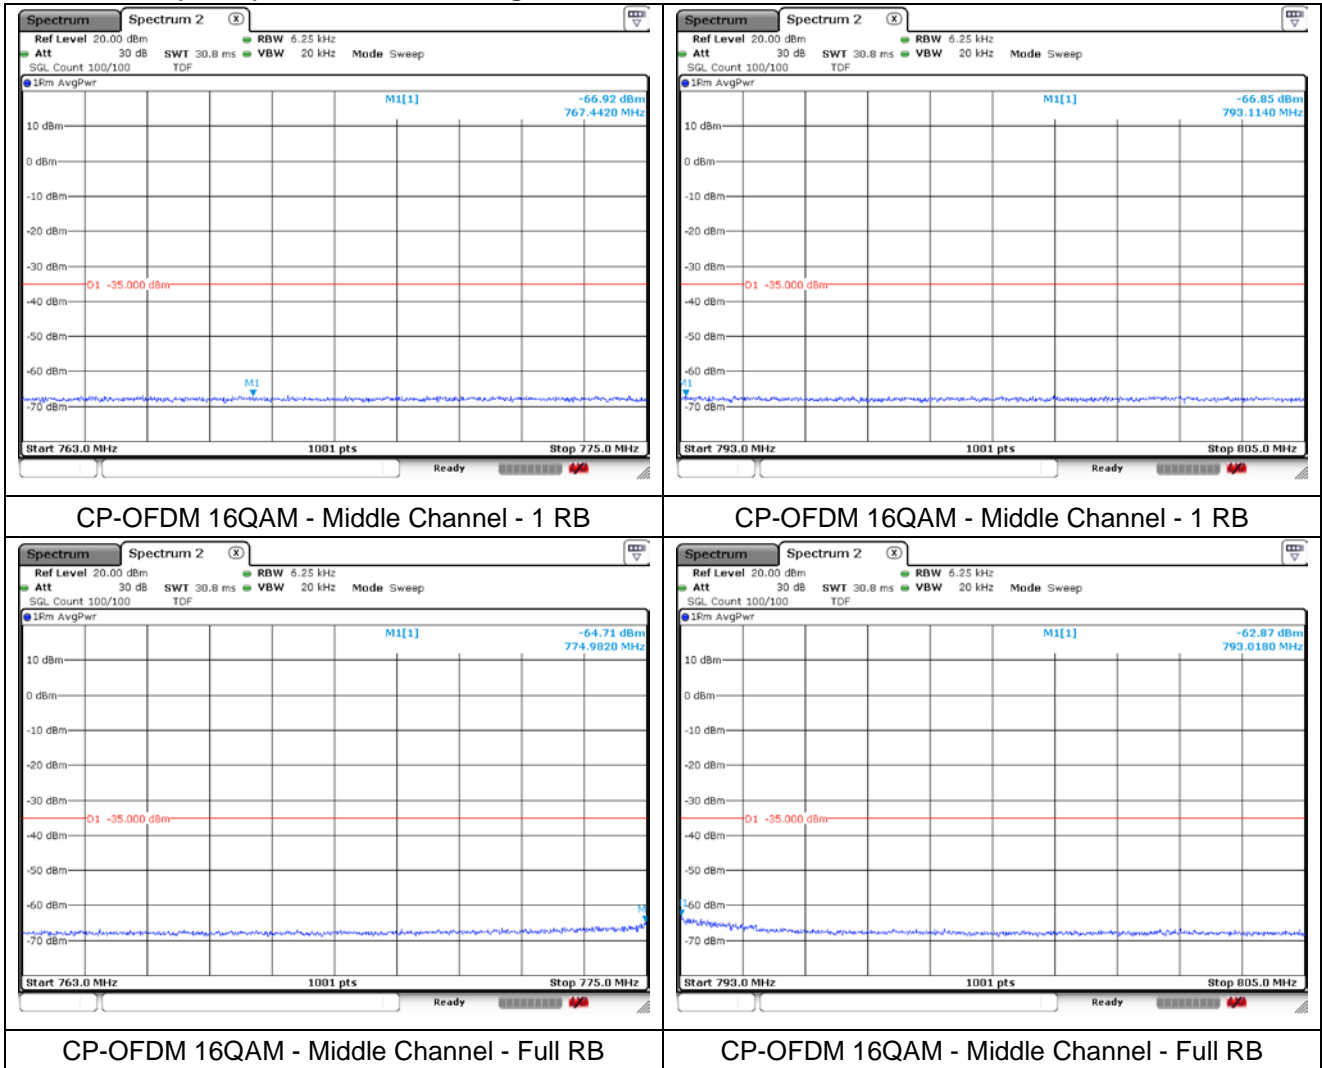 Spectrum Spectrum 2 X
Ref Level 20.00 dBm RBW 6.25 kHz
Att 30 dB SWT 30.8 ms VBW 20 kHz Mode Sweep
SGL Count 100/100 TDF
1Rm AvgPwr
M1[1] -66.92 dBm
767.4420 MHz
10 dBm
0 dBm
-10 dBm
-20 dBm
-30 dBm
D1 -35.000 dBm
-40 dBm
-50 dBm
-60 dBm
M1
-70 dBm
Start 763.0 MHz 1001 pts Stop 775.0 MHz
Ready
CP-OFDM 16QAM - Middle Channel - 1 RB
Spectrum Spectrum 2 X
Ref Level 20.00 dBm RBW 6.25 kHz
Att 30 dB SWT 30.8 ms VBW 20 kHz Mode Sweep
SGL Count 100/100 TDF
1Rm AvgPwr
M1[1] -66.85 dBm
793.1140 MHz
10 dBm
0 dBm
-10 dBm
-20 dBm
-30 dBm
D1 -35.000 dBm
-40 dBm
-50 dBm
-60 dBm
-70 dBm
Start 793.0 MHz 1001 pts Stop 805.0 MHz
Ready
CP-OFDM 16QAM - Middle Channel - 1 RB
Spectrum Spectrum 2 X
Ref Level 20.00 dBm RBW 6.25 kHz
Att 30 dB SWT 30.8 ms VBW 20 kHz Mode Sweep
SGL Count 100/100 TDF
1Rm AvgPwr
M1[1] -64.71 dBm
774.9820 MHz
10 dBm
0 dBm
-10 dBm
-20 dBm
-30 dBm
D1 -35.000 dBm
-40 dBm
-50 dBm
-60 dBm
-70 dBm
Start 763.0 MHz 1001 pts Stop 775.0 MHz
Ready
CP-OFDM 16QAM - Middle Channel - Full RB
Spectrum Spectrum 2 X
Ref Level 20.00 dBm RBW 6.25 kHz
Att 30 dB SWT 30.8 ms VBW 20 kHz Mode Sweep
SGL Count 100/100 TDF
1Rm AvgPwr
M1[1] -62.87 dBm
793.0180 MHz
10 dBm
0 dBm
-10 dBm
-20 dBm
-30 dBm
D1 -35.000 dBm
-40 dBm
-50 dBm
-60 dBm
-70 dBm
Start 793.0 MHz 1001 pts Stop 805.0 MHz
Ready
CP-OFDM 16QAM - Middle Channel - Full RB